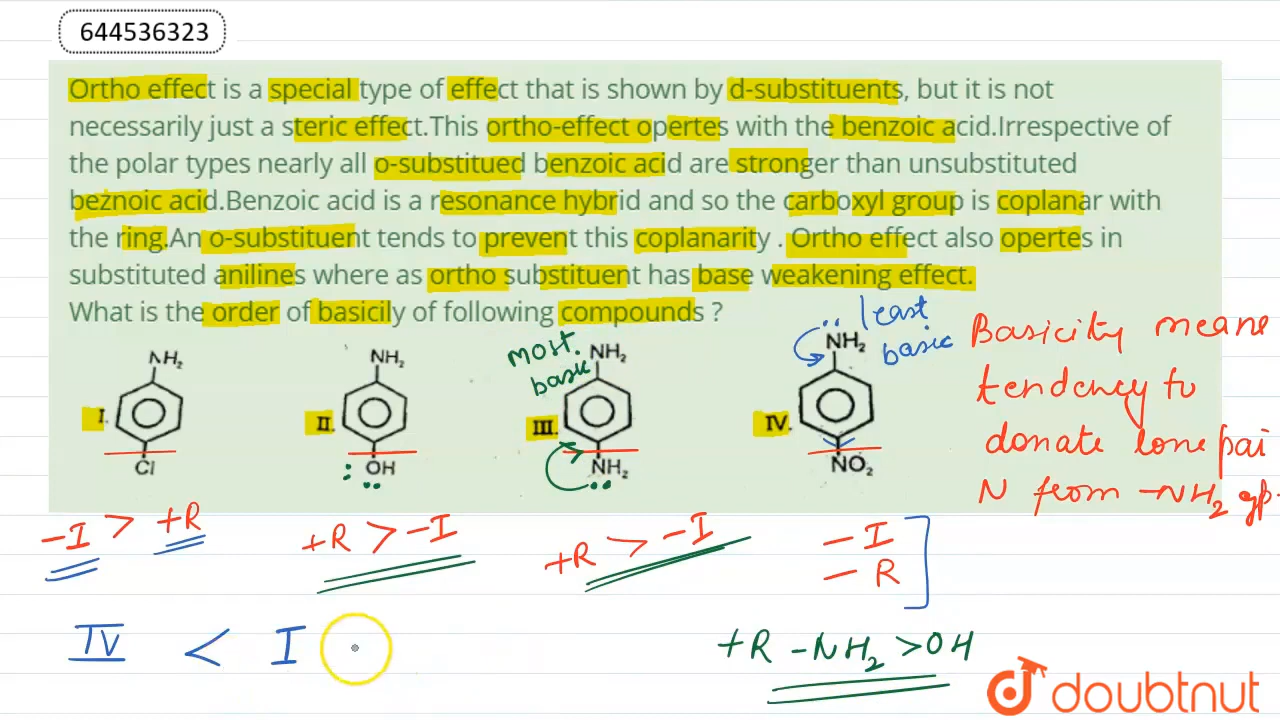 644536323
Ortho effect is a special type of effect that is shown by d-substituents, but it is not
necessarily just a steric effect.This ortho-effect opertes with the benzoic acid.Irrespective of
the polar types nearly all o-substitued benzoic acid are stronger than unsubstituted
beznoic acid.Benzoic acid is a resonance hybrid and so the carboxyl group is coplanar with
the ring.An o-substituent tends to prevent this coplanarity . Ortho effect also opertes in
substituted anilines where as ortho substituent has base weakening effect.
What is the order of basicily of following compounds ?
NH₂ NH₂ most basic NH₂ NH₂ least basic
I. II. III. IV.
Cl OH NH₂ NO₂
Basicity means
tendency to
donate lone pai
N from -NH₂ gp.
-I > +R +R > -I +R > -I -I
- R
IV < I
+R -NH₂ > OH
doubtnut